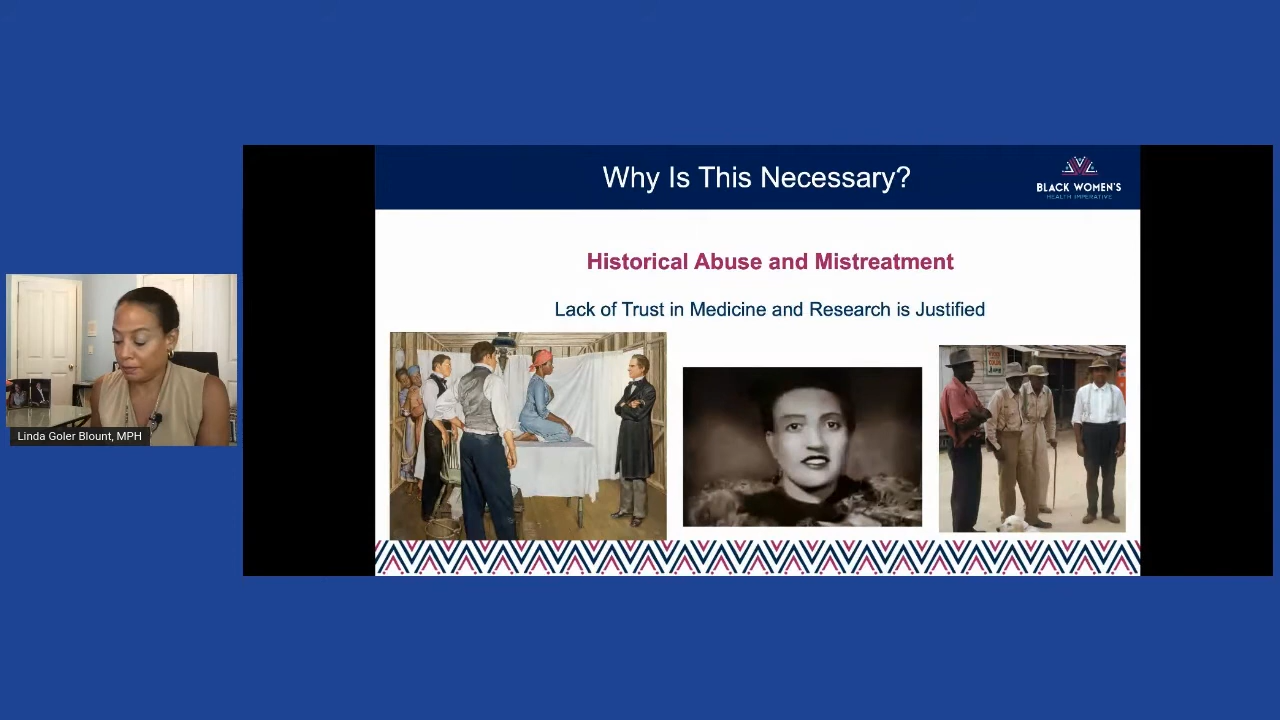 Why Is This Necessary?
BLACK WOMEN'S
HEALTH IMPERATIVE
Historical Abuse and Mistreatment
Lack of Trust in Medicine and Research is Justified
Linda Goler Blount, MPH